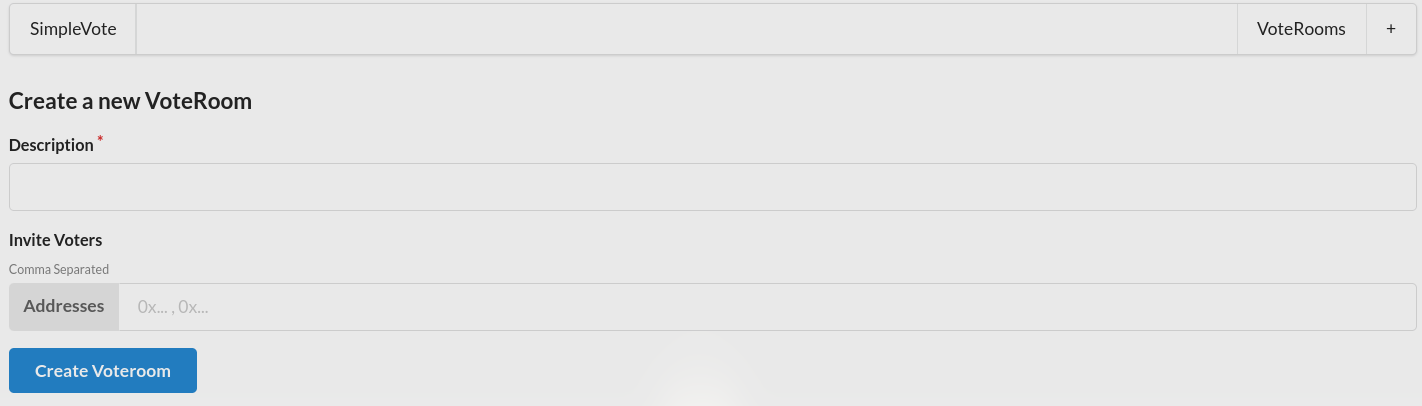 SimpleVote VoteRooms +
Create a new VoteRoom
Description *
Invite Voters
Comma Separated
Addresses 0x... , 0x...
Create Voteroom